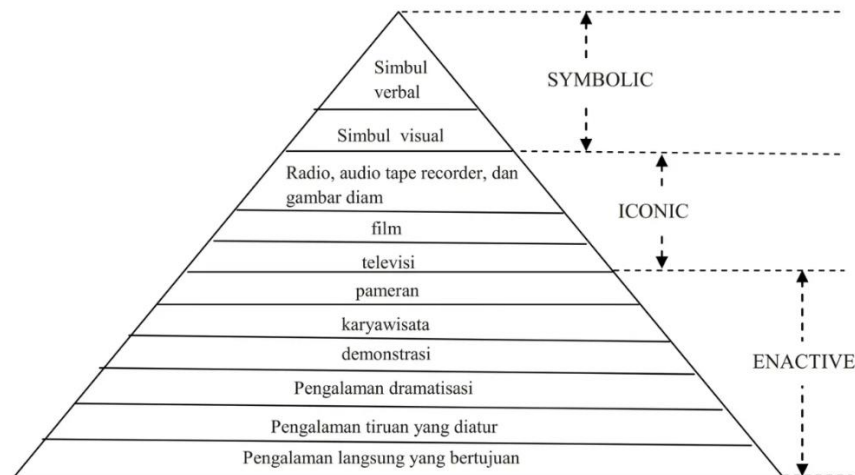 Simbul
verbal
SYMBOLIC
Simbul visual
Radio, audio tape recorder, dan
gambar diam
ICONIC
film
televisi
pameran
karyawisata
demonstrasi
ENACTIVE
Pengalaman dramatisasi
Pengalaman tiruan yang diatur
Pengalaman langsung yang bertujuan